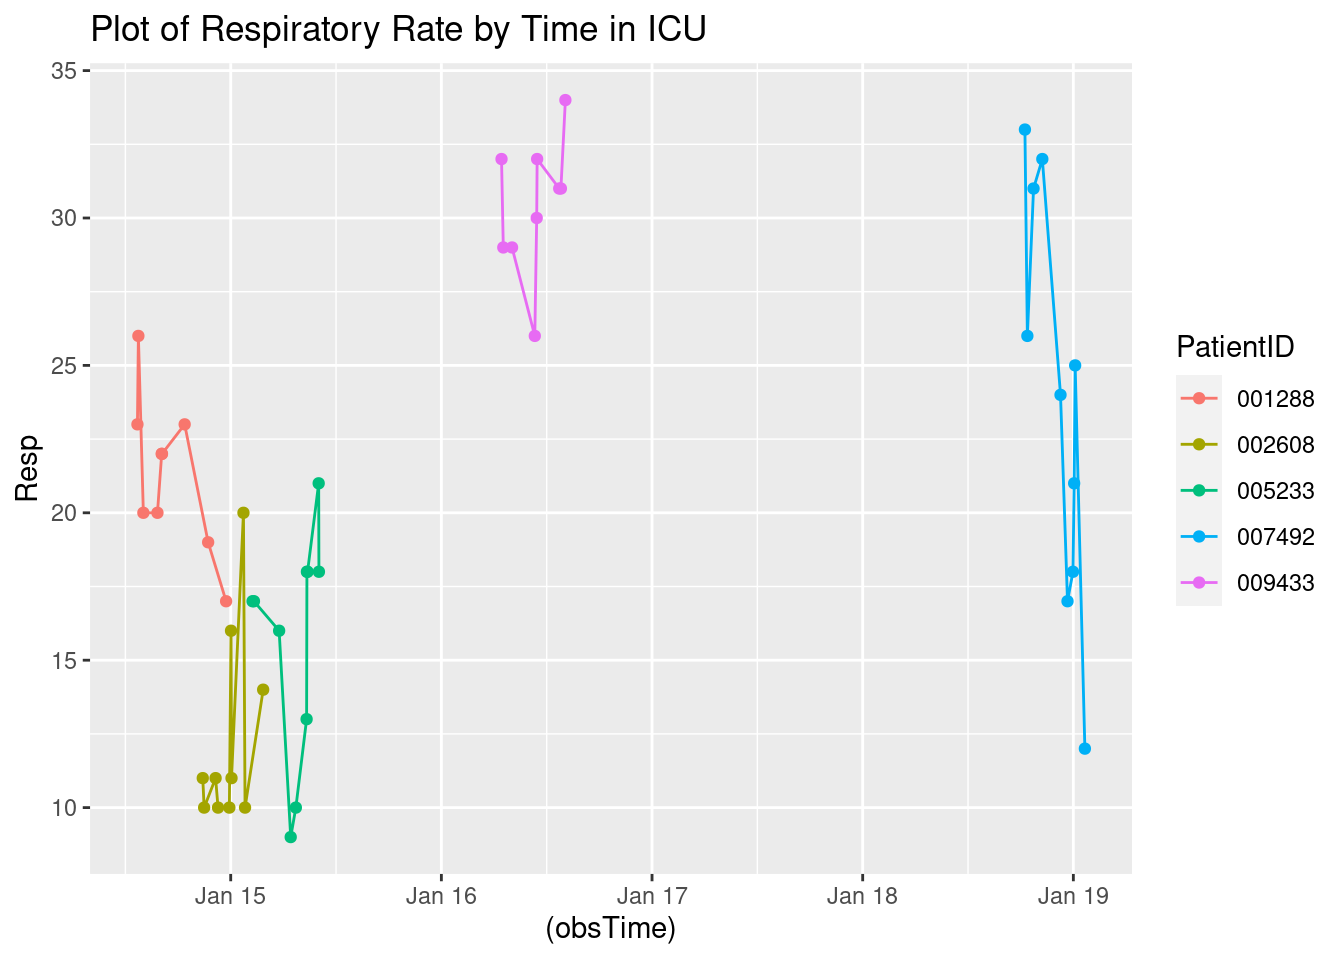 Plot of Respiratory Rate by Time in ICU
35
30
25
20
15
10
Resp
Jan 15
Jan 16
Jan 17
Jan 18
Jan 19
(obsTime)
PatientID
001288
002608
005233
007492
009433